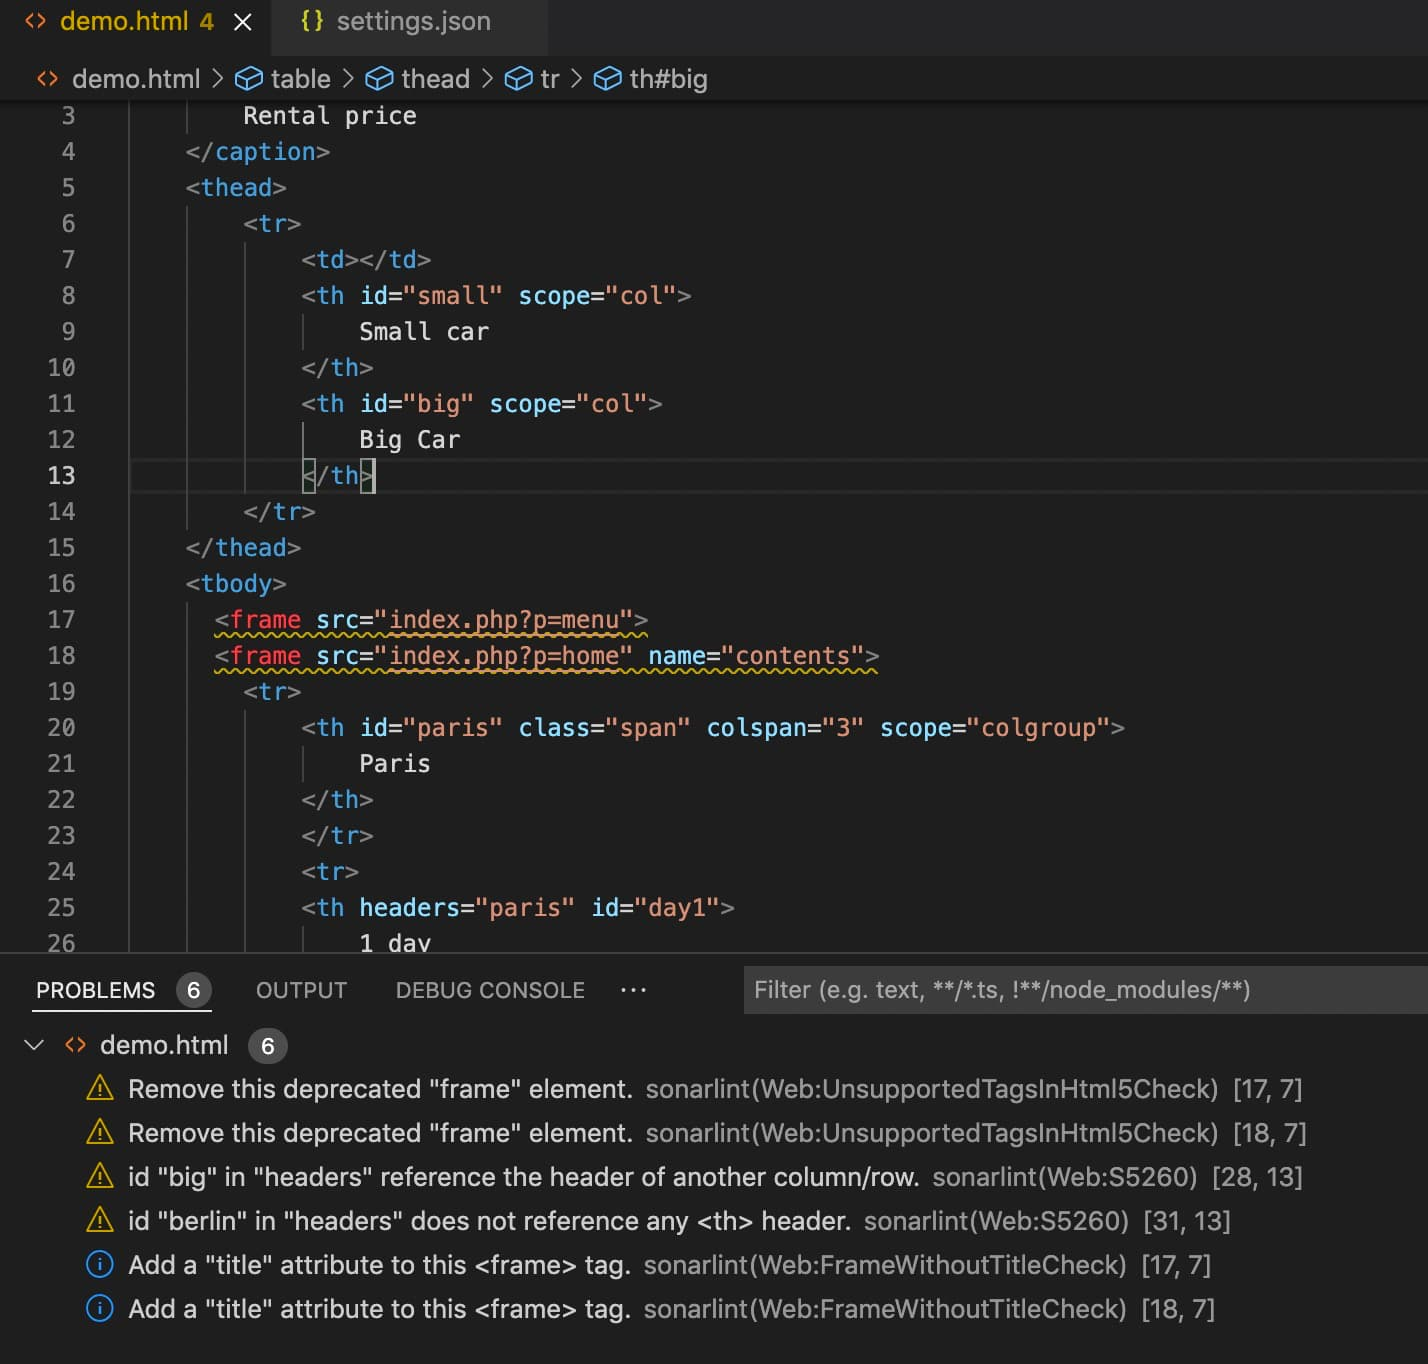 demo.html 4 settings.json
demo.html > table > thead > tr > th#big
3 Rental price
4 </caption>
5 <thead>
6 <tr>
7 <td></td>
8 <th id="small" scope="col">
9 Small car
10 </th>
11 <th id="big" scope="col">
12 Big Car
13 </th>
14 </tr>
15 </thead>
16 <tbody>
17 <frame src="index.php?p=menu">
18 <frame src="index.php?p=home" name="contents">
19 <tr>
20 <th id="paris" class="span" colspan="3" scope="colgroup">
21 Paris
22 </th>
23 </tr>
24 <tr>
25 <th headers="paris" id="day1">
26 1 day
PROBLEMS 6 OUTPUT DEBUG CONSOLE ··· Filter (e.g. text, **/*.ts, !**/node_modules/**)
demo.html 6
Remove this deprecated "frame" element. sonarlint(Web:UnsupportedTagsInHtml5Check) [17, 7]
Remove this deprecated "frame" element. sonarlint(Web:UnsupportedTagsInHtml5Check) [18, 7]
id "big" in "headers" reference the header of another column/row. sonarlint(Web:S5260) [28, 13]
id "berlin" in "headers" does not reference any <th> header. sonarlint(Web:S5260) [31, 13]
Add a "title" attribute to this <frame> tag. sonarlint(Web:FrameWithoutTitleCheck) [17, 7]
Add a "title" attribute to this <frame> tag. sonarlint(Web:FrameWithoutTitleCheck) [18, 7]